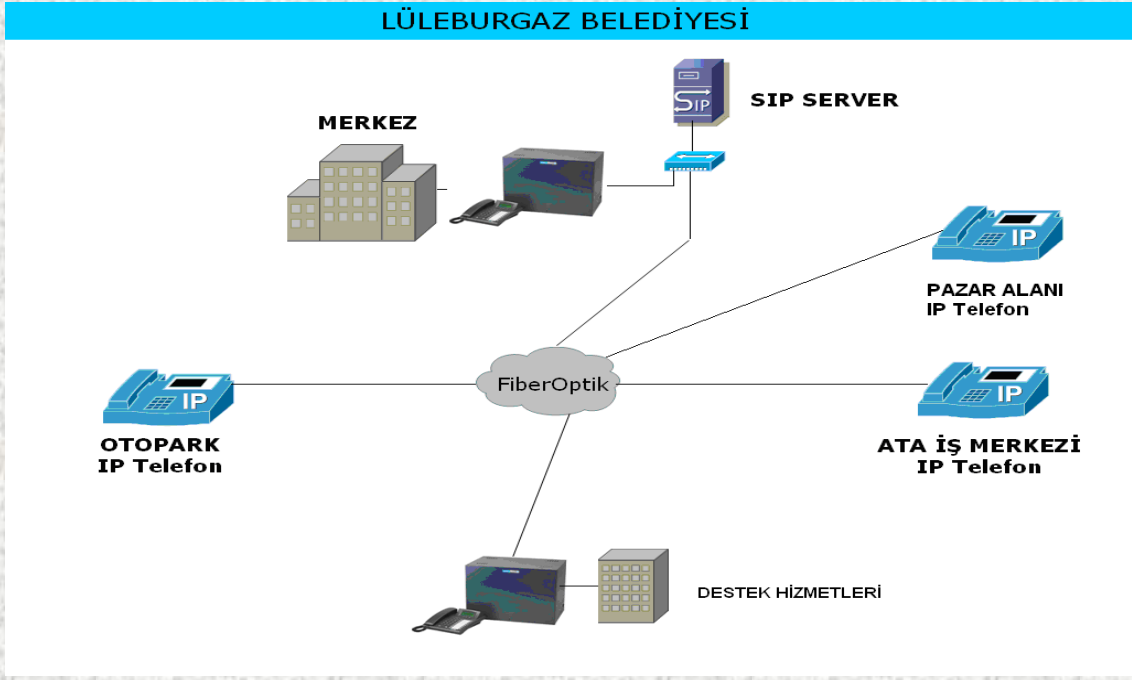 LÜLEBURGAZ BELEDİYESİ
SIP
SIP SERVER
MERKEZ
IP
PAZAR ALANI
IP Telefon
FiberOptik
IP
OTOPARK
IP Telefon
IP
ATA İŞ MERKEZİ
IP Telefon
DESTEK HİZMETLERİ